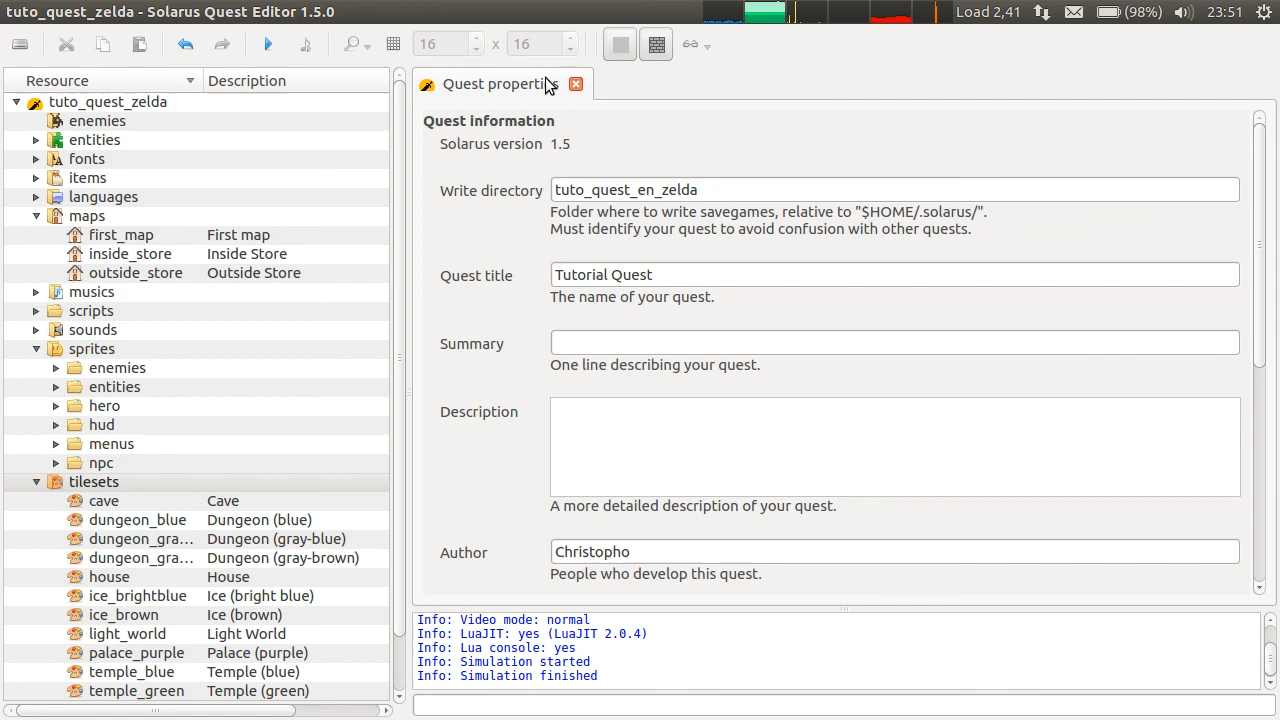 tuto_quest_zelda - Solarus Quest Editor 1.5.0
Load 2,41
(98%)
23:51
16
x
16
Resource
Description
tuto_quest_zelda
enemies
entities
fonts
items
languages
maps
first_map First map
inside_store Inside Store
outside_store Outside Store
musics
scripts
sounds
sprites
enemies
entities
hero
hud
menus
npc
tilesets
cave Cave
dungeon_blue Dungeon (blue)
dungeon_gra... Dungeon (gray-blue)
dungeon_gra... Dungeon (gray-brown)
house House
ice_brightblue Ice (bright blue)
ice_brown Ice (brown)
light_world Light World
palace_purple Palace (purple)
temple_blue Temple (blue)
temple_green Temple (green)
Quest properties
Quest information
Solarus version 1.5
Write directory tuto_quest_en_zelda
Folder where to write savegames, relative to "$HOME/.solarus/".
Must identify your quest to avoid confusion with other quests.
Quest title Tutorial Quest
The name of your quest.
Summary
One line describing your quest.
Description
A more detailed description of your quest.
Author Christopho
People who develop this quest.
Info: Video mode: normal
Info: LuaJIT: yes (LuaJIT 2.0.4)
Info: Lua console: yes
Info: Simulation started
Info: Simulation finished